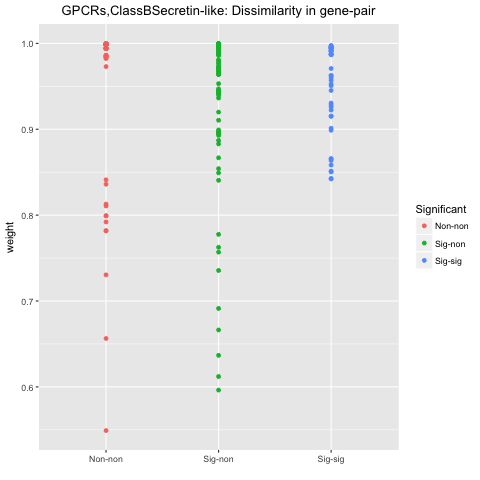 GPCRs,ClassBSecretin-like: Dissimilarity in gene-pair
1.0
0.9
0.8
0.7
0.6
weight
Non-non
Sig-non
Sig-sig
Significant
Non-non
Sig-non
Sig-sig